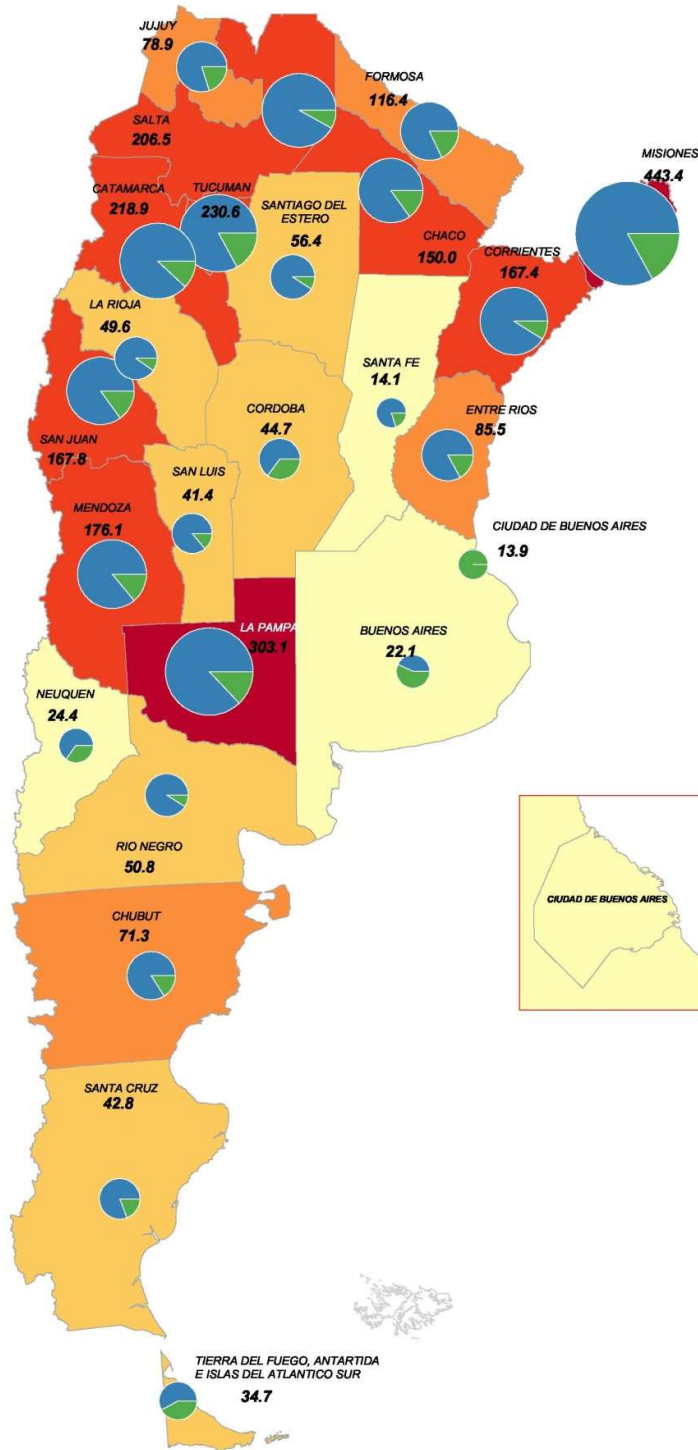 JUJUY
78.9
FORMOSA
116.4
SALTA
206.5
MISIONES
443.4
CATAMARCA
218.9
TUCUMAN
230.6
SANTIAGO DEL
ESTERO
56.4
CHACO
150.0
CORRIENTES
167.4
LA RIOJA
49.6
SANTA FE
14.1
CORDOBA
44.7
ENTRE RIOS
85.5
SAN JUAN
167.8
SAN LUIS
41.4
MENDOZA
176.1
CIUDAD DE BUENOS AIRES
13.9
LA PAMPA
303.1
BUENOS AIRES
22.1
NEUQUEN
24.4
RIO NEGRO
50.8
CIUDAD DE BUENOS AIRES
CHUBUT
71.3
SANTA CRUZ
42.8
TIERRA DEL FUEGO, ANTARTIDA
E ISLAS DEL ATLANTICO SUR
34.7